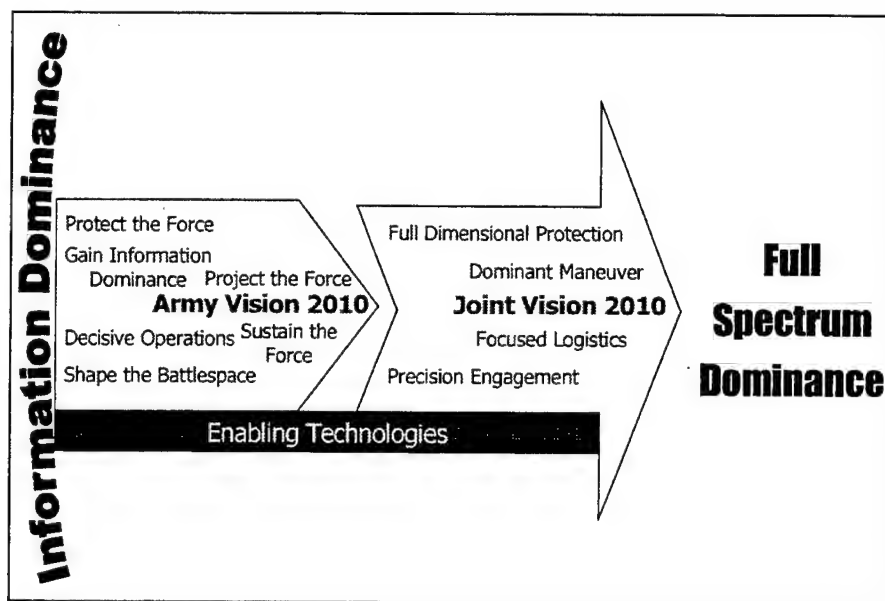 Information Dominance
Protect the Force
Gain Information
Dominance
Project the Force
Army Vision 2010
Decisive Operations
Sustain the
Force
Shape the Battlespace
Full Dimensional Protection
Dominant Maneuver
Joint Vision 2010
Focused Logistics
Precision Engagement
Enabling Technologies
Full
Spectrum
Dominance